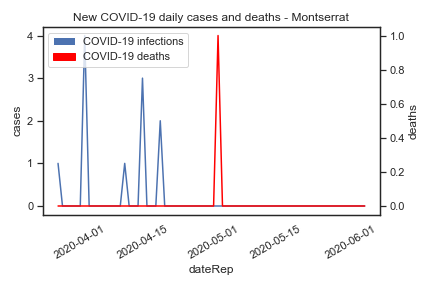 New COVID-19 daily cases and deaths - Montserrat
COVID-19 infections
COVID-19 deaths
cases
4
3
2
1
0
deaths
1.0
0.8
0.6
0.4
0.2
0.0
2020-04-01
2020-04-15
2020-05-01
2020-05-15
2020-06-01
dateRep